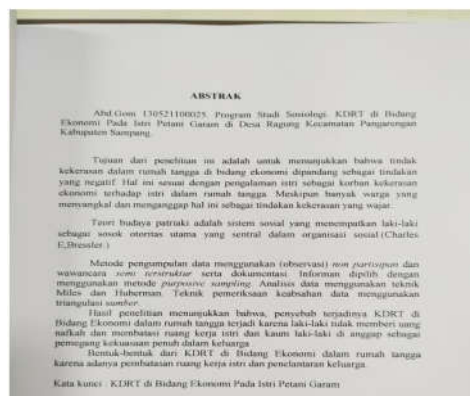 ABSTRAK
Abd.Goni 130521100025. Program Studi Sosiologi. KDRT di Bidang
Ekonomi Pada Istri Petani Garam di Desa Ragung Kecamatan Pangarengan
Kabupaten Sampang.
Tujuan dari penelitian ini adalah untuk menunjukkan bahwa tindak
kekerasan dalam rumah tangga di bidang ekonomi dipandang sebagai tindakan
yang negatif. Hal ini sesuai dengan pengalaman istri sebagai korban kekerasan
ekonomi terhadap istri dalam rumah tangga. Meskipun banyak warga yang
menyangkal dan menganggap hal ini sebagai tindakan kekerasan yang wajar.
Teori budaya patriaki adalah sistem sosial yang menempatkan laki-laki
sebagai sosok otoritas utama yang sentral dalam organisasi sosial (Charles
E,Bressler.)
Metode pengumpulan data menggunakan (observasi) non partisipan dan
wawancara semi terstruktur serta dokumentasi. Informan dipilih dengan
menggunakan metode purposive sampling. Analisis data menggunakan teknik
Miles dan Huberman. Teknik pemeriksaan keabsahan data menggunakan
triangulasi sumber.
Hasil penelitian menunjukkan bahwa, penyebab terjadinya KDRT di
Bidang Ekonomi dalam rumah tangga terjadi karena laki-laki tidak memberi uang
nafkah dan membatasi ruang kerja istri dan kaum laki-laki di anggap sebagai
pemegang kekuasaan penuh dalam keluarga.
Bentuk-bentuk dari KDRT di Bidang Ekonomi dalam rumah tangga
karena adanya pembatasan ruang kerja istri dan penelantaran keluarga.
Kata kunci : KDRT di Bidang Ekonomi Pada Istri Petani Garam